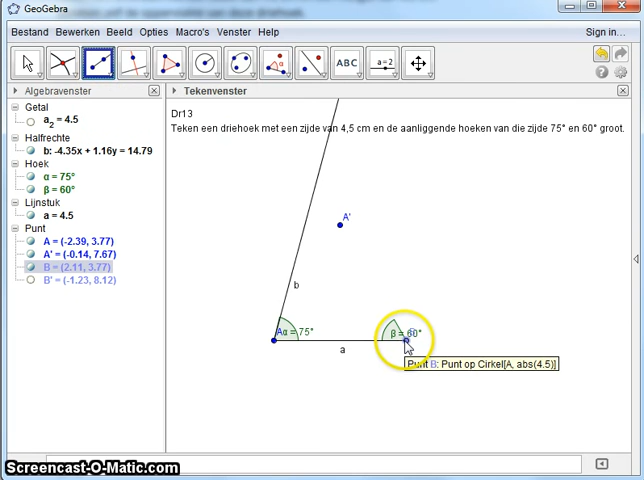 GeoGebra
Bestand Bewerken Beeld Opties Macro's Venster Help Sign in...
ABC
a=2
Algebravenster
Tekenvenster
Getal
a₂ = 4.5
Halfrechte
b: -4.35x + 1.16y = 14.79
Hoek
α = 75°
β = 60°
Lijnstuk
a = 4.5
Punt
A = (-2.39, 3.77)
A' = (-0.14, 7.67)
B = (2.11, 3.77)
B' = (-1.23, 8.12)
Dr13
Teken een driehoek met een zijde van 4,5 cm en de aanliggende hoeken van die zijde 75° en 60° groot.
A'
b
A α = 75°
β = 60°
a
Punt B: Punt op Cirkel[A, abs(4.5)]
Screencast-O-Matic.com